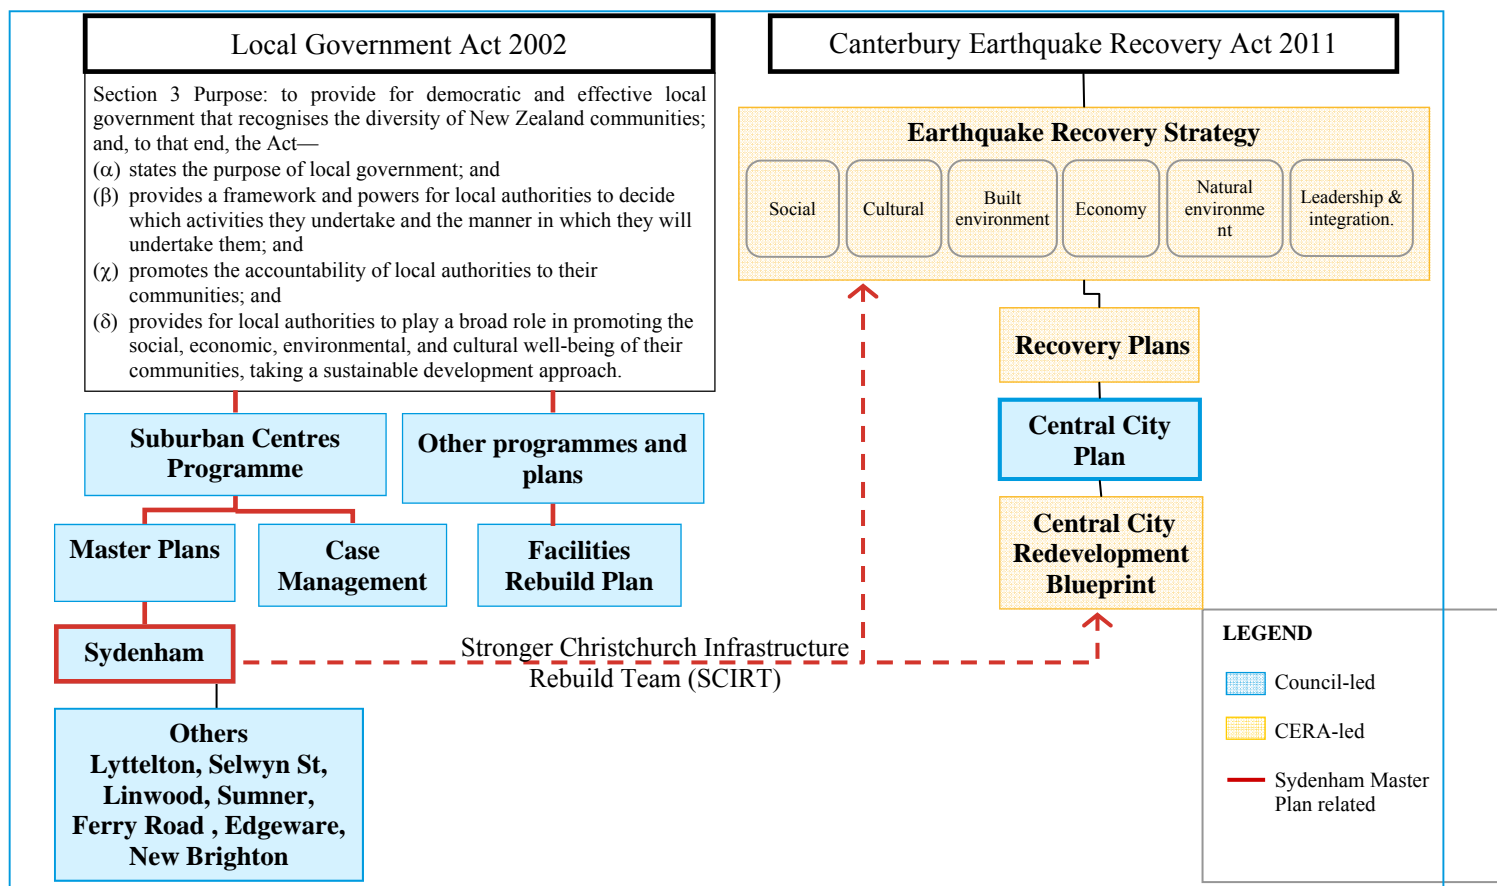 Local Government Act 2002
Section 3 Purpose: to provide for democratic and effective local
government that recognises the diversity of New Zealand communities;
and, to that end, the Act—
(α) states the purpose of local government; and
(β) provides a framework and powers for local authorities to decide
which activities they undertake and the manner in which they will
undertake them; and
(χ) promotes the accountability of local authorities to their
communities; and
(δ) provides for local authorities to play a broad role in promoting the
social, economic, environmental, and cultural well-being of their
communities, taking a sustainable development approach.
Suburban Centres
Programme
Other programmes and
plans
Master Plans
Case
Management
Facilities
Rebuild Plan
Sydenham
Others
Lyttelton, Selwyn St,
Linwood, Sumner,
Ferry Road , Edgeware,
New Brighton
Stronger Christchurch Infrastructure
Rebuild Team (SCIRT)
Canterbury Earthquake Recovery Act 2011
Earthquake Recovery Strategy
Social
Cultural
Built
environment
Economy
Natural
environme
nt
Leadership &
integration.
Recovery Plans
Central City
Plan
Central City
Redevelopment
Blueprint
LEGEND
Council-led
CERA-led
Sydenham Master
Plan related